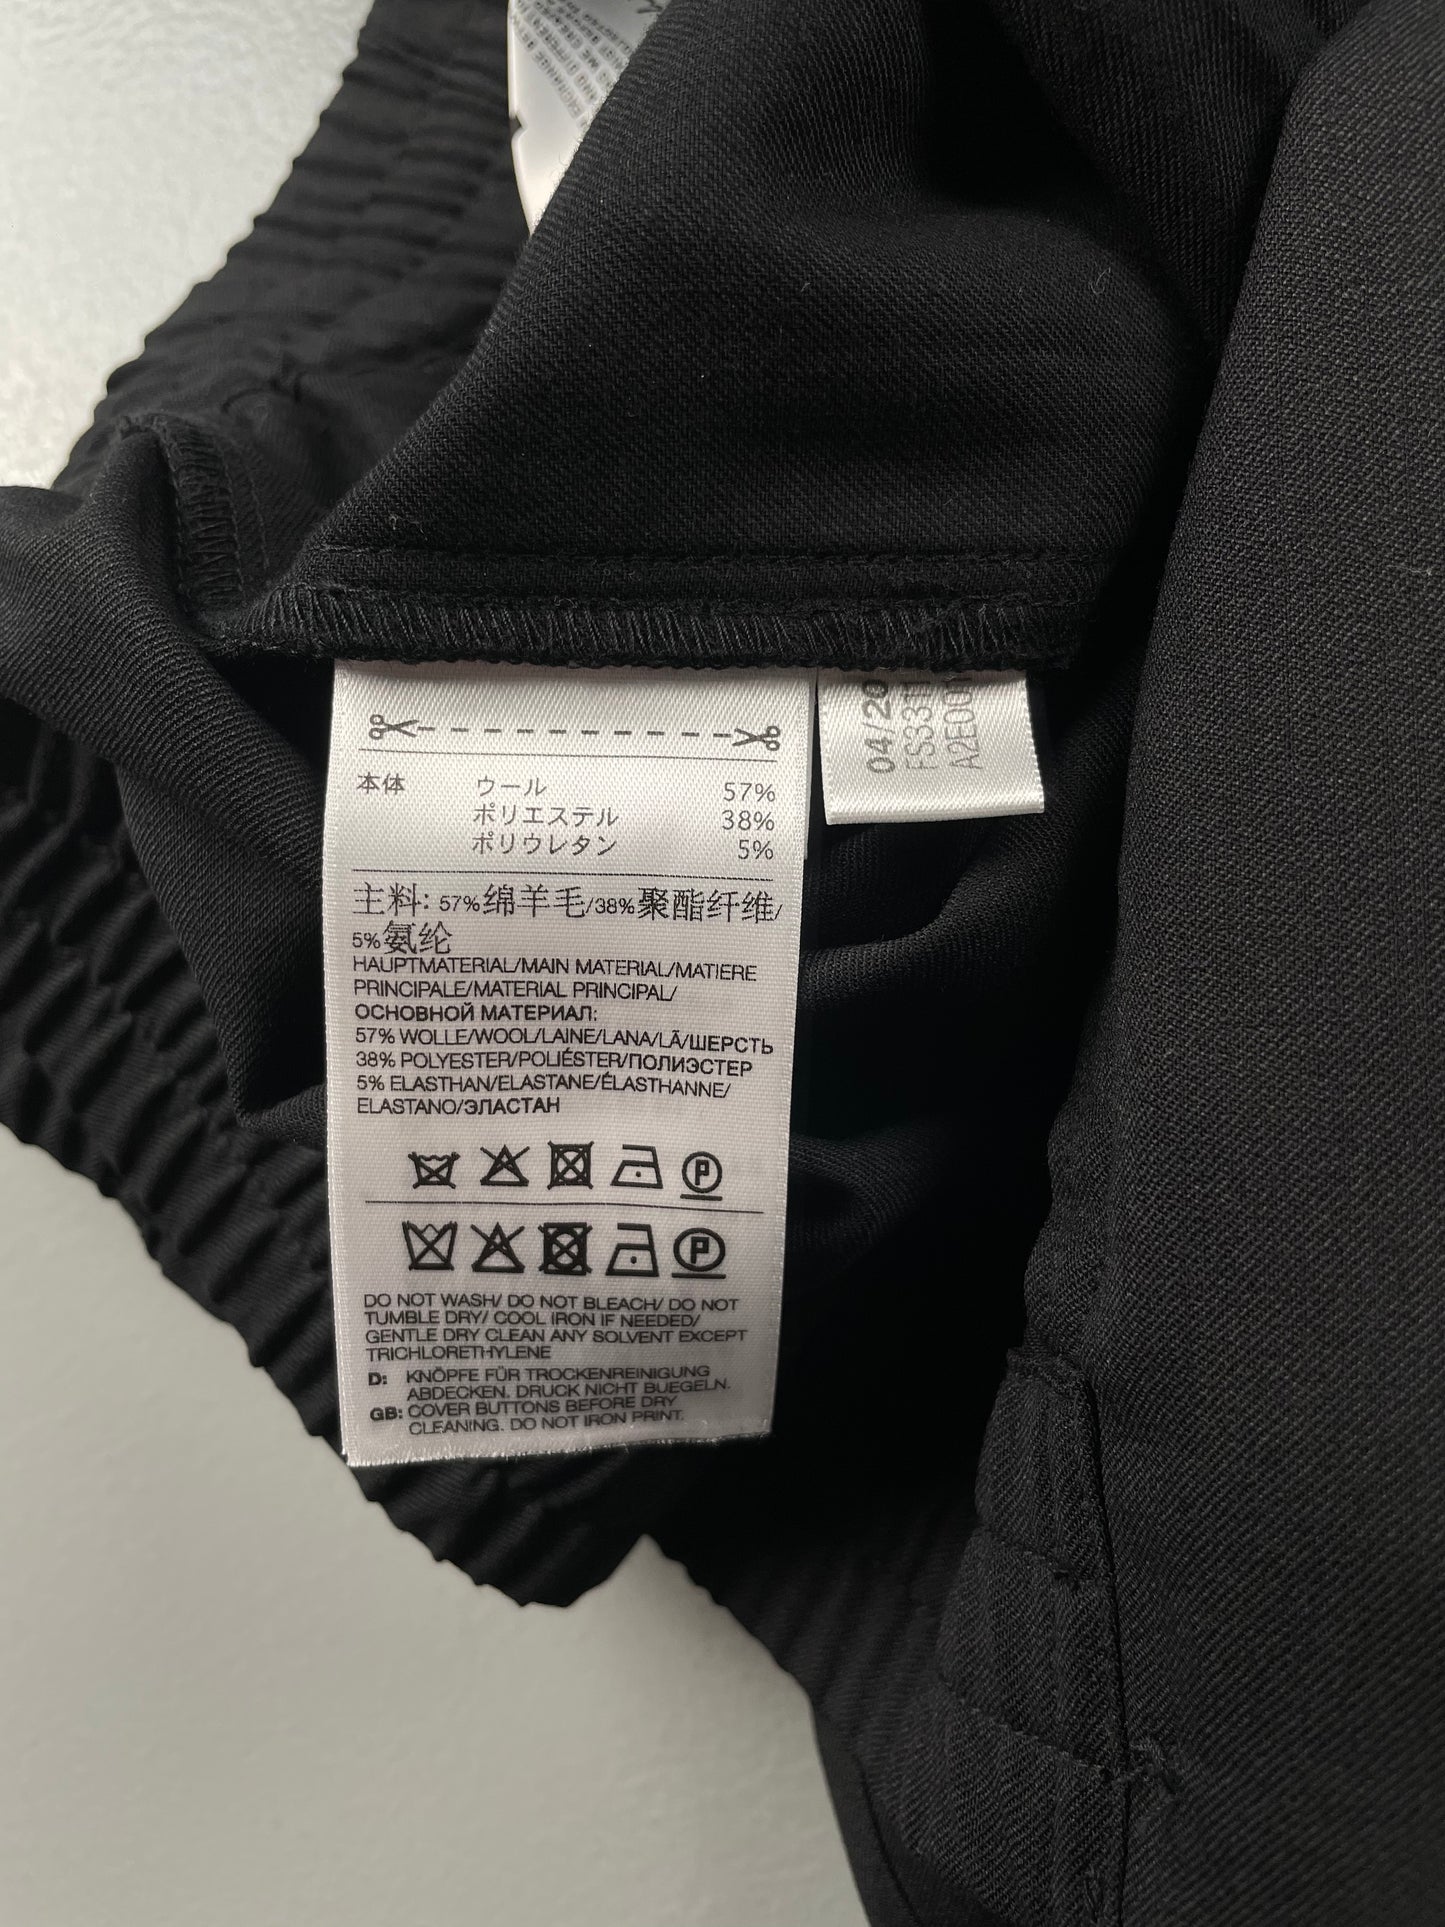 本体 ウール 57%
ポリエステル 38%
ポリウレタン 5%
主料: 57%绵羊毛/38%聚酯纤维/
5%氨纶
HAUPTMATERIAL/MAIN MATERIAL/MATIERE
PRINCIPALE/MATERIAL PRINCIPAL/
ОСНОВНОЙ МАТЕРИАЛ:
57% WOLLE/WOOL/LAINE/LANA/LÃ/ШЕРСТЬ
38% POLYESTER/POLIÉSTER/ПОЛИЭСТЕР
5% ELASTHAN/ELASTANE/ÉLASTHANNE/
ELASTANO/ЭЛАСТАН
P
P
DO NOT WASH/ DO NOT BLEACH/ DO NOT
TUMBLE DRY/ COOL IRON IF NEEDED/
GENTLE DRY CLEAN ANY SOLVENT EXCEPT
TRICHLORETHYLENE
D: KNÖPFE FÜR TROCKENREINIGUNG
ABDECKEN. DRUCK NICHT BUEGELN.
GB: COVER BUTTONS BEFORE DRY
CLEANING. DO NOT IRON PRINT.
04/20